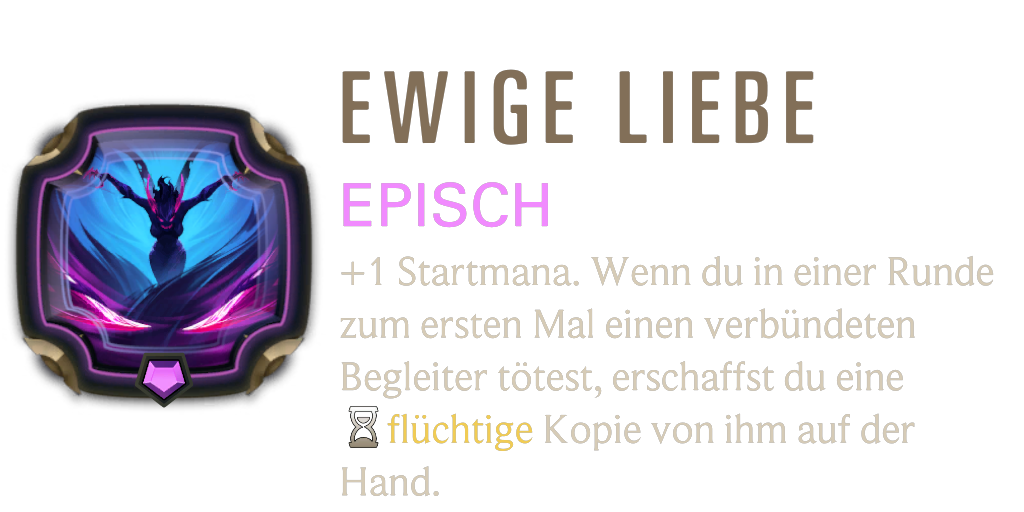 EWIGE LIEBE
EPISCH
+1 Startmana. Wenn du in einer Runde
zum ersten Mal einen verbündeten
Begleiter tötest, erschaffst du eine
flüchtige Kopie von ihm auf der
Hand.